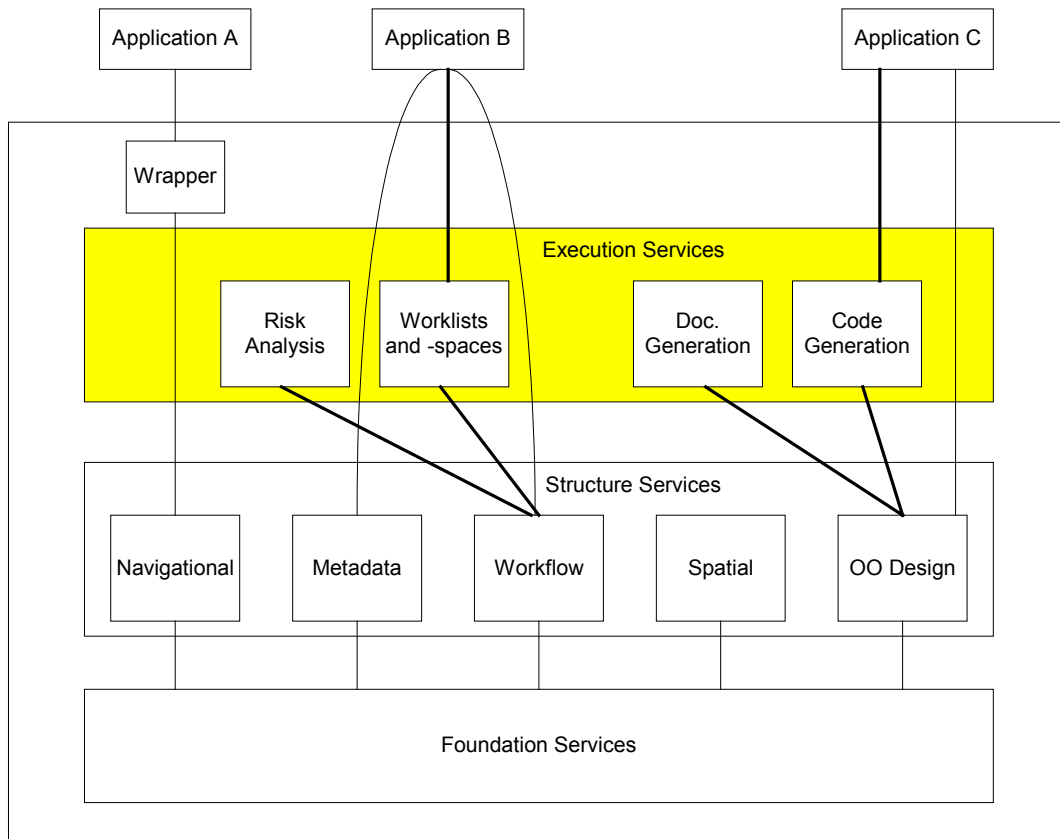 Application A
Application B
Application C
Wrapper
Execution Services
Risk
Analysis
Worklists
and -spaces
Doc.
Generation
Code
Generation
Structure Services
Navigational
Metadata
Workflow
Spatial
OO Design
Foundation Services